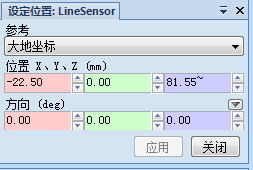 设定位置: LineSensor
参考
大地坐标
位置 X、Y、Z (mm)
-22.50 0.00 81.55~
方向 (deg)
0.00 0.00 0.00
应用 关闭